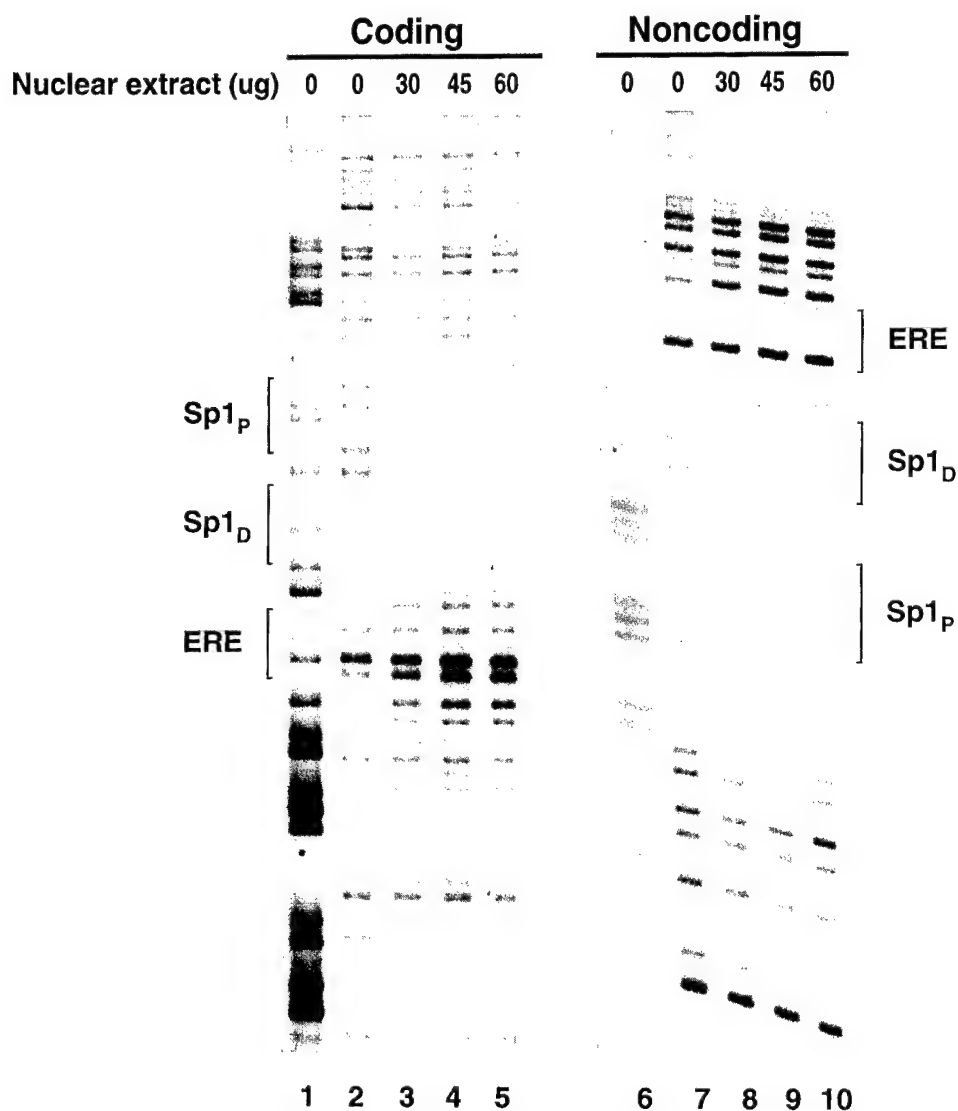 Coding Noncoding
Nuclear extract (ug) 0 0 30 45 60 0 0 30 45 60
ERE
Sp1P
Sp1D
Sp1D
Sp1P
ERE
1 2 3 4 5 6 7 8 9 10